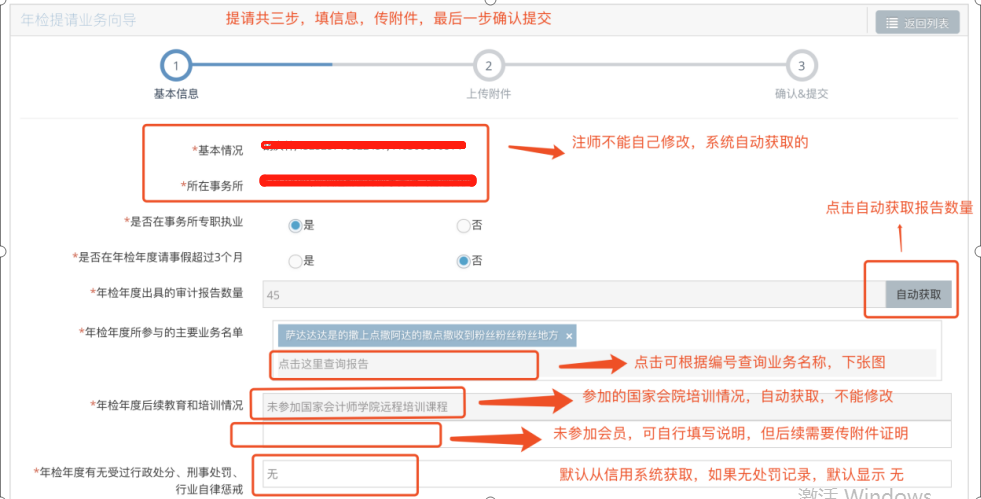 年检提请业务向导
提请共三步，填信息，传附件，最后一步确认提交
返回列表
1
2
3
基本信息
上传附件
确认&提交
*基本情况
注师不能自己修改，系统自动获取的
*所在事务所
点击自动获取报告数量
*是否在事务所专职执业
是
否
*是否在年检年度请事假超过3个月
是
否
*年检年度出具的审计报告数量
45
自动获取
*年检年度所参与的主要业务名单
萨达达达是的撒上点撒阿达的撒点撒收到粉丝粉丝粉丝地方 ×
点击这里查询报告
点击可根据编号查询业务名称，下张图
*年检年度后续教育和培训情况
未参加国家会计师学院远程培训课程
参加的国家会院培训情况，自动获取，不能修改
未参加会员，可自行填写说明，但后续需要传附件证明
*年检年度有无受过行政处分、刑事处罚、
行业自律惩戒
无
默认从信用系统获取，如果无处罚记录，默认显示 无
激活 Windows